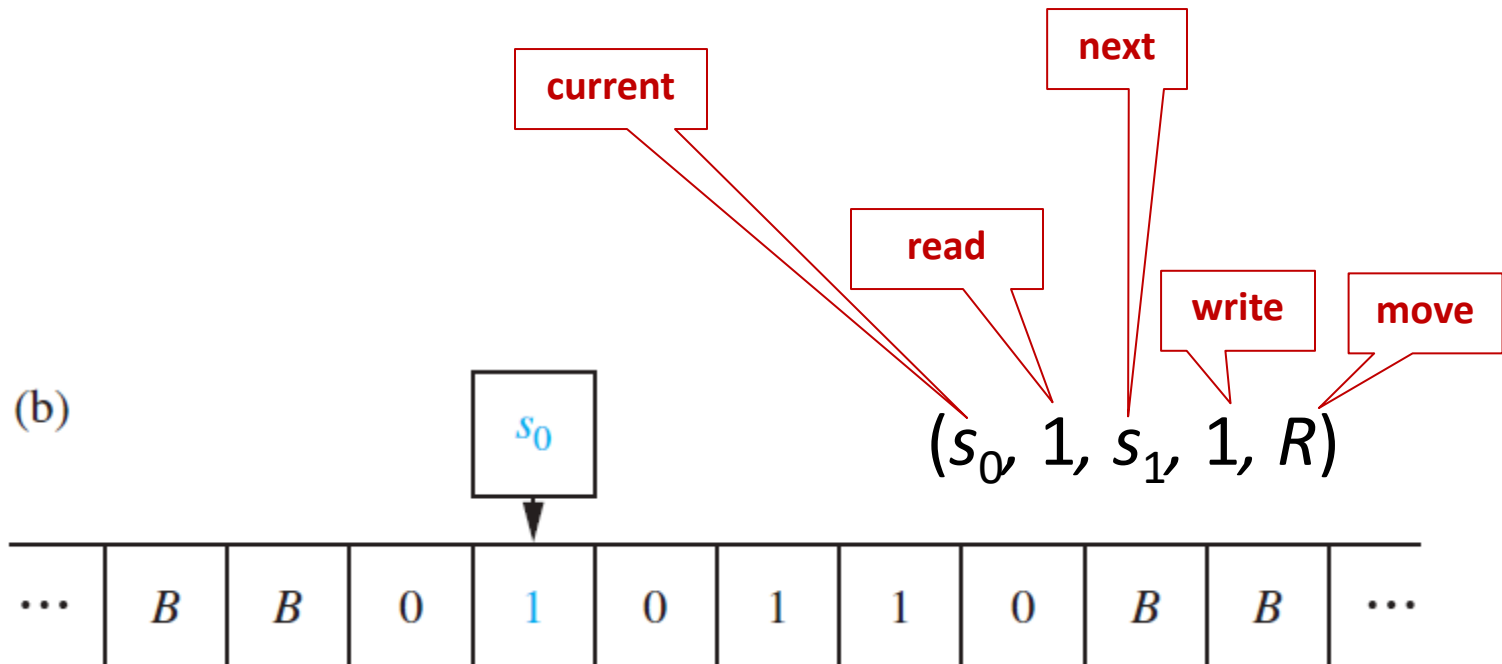 next
current
read
write
move
(b)
s₀
(s₀, 1, s₁, 1, R)
··· B B 0 1 0 1 1 0 B B ···